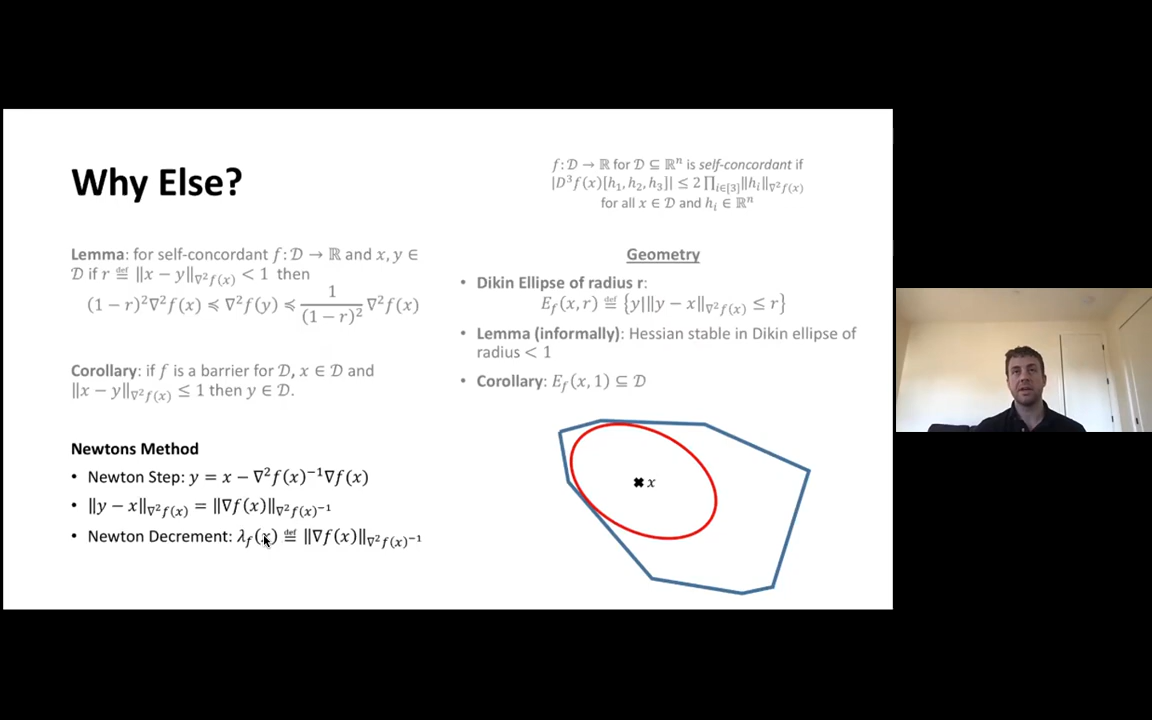 Why Else?
f: 𝒟 → ℝ for 𝒟 ⊆ ℝⁿ is self-concordant if
|D³f(x)[h₁, h₂, h₃]| ≤ 2 ∏_{i∈[3]}‖hᵢ‖_{∇²f(x)}
for all x ∈ 𝒟 and hᵢ ∈ ℝⁿ
Lemma: for self-concordant f: 𝒟 → ℝ and x, y ∈
𝒟 if r ≝ ‖x − y‖_{∇²f(x)} < 1 then
(1 − r)²∇²f(x) ≼ ∇²f(y) ≼ 1/(1 − r)² ∇²f(x)
Corollary: if f is a barrier for 𝒟, x ∈ 𝒟 and
‖x − y‖_{∇²f(x)} ≤ 1 then y ∈ 𝒟.
Newtons Method
• Newton Step: y = x − ∇²f(x)⁻¹∇f(x)
• ‖y − x‖_{∇²f(x)} = ‖∇f(x)‖_{∇²f(x)⁻¹}
• Newton Decrement: λ_f(x) ≝ ‖∇f(x)‖_{∇²f(x)⁻¹}
Geometry
• Dikin Ellipse of radius r:
E_f(x, r) ≝ {y|‖y − x‖_{∇²f(x)} ≤ r}
• Lemma (informally): Hessian stable in Dikin ellipse of
radius < 1
• Corollary: E_f(x, 1) ⊆ 𝒟
x